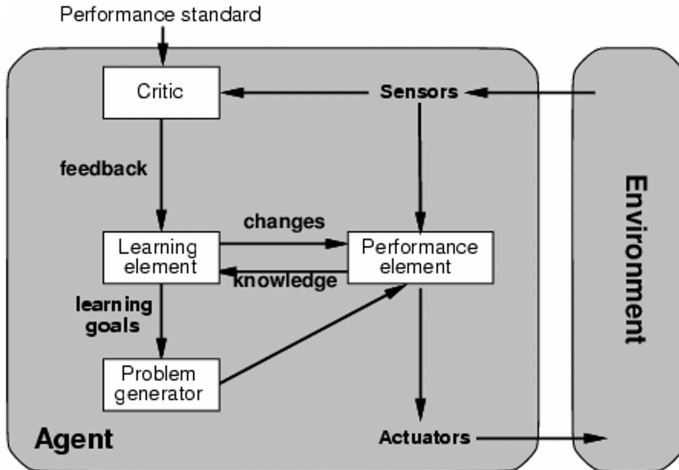 Performance standard
Critic
Sensors
feedback
changes
Learning
element
Performance
element
knowledge
learning
goals
Problem
generator
Agent
Actuators
Environment